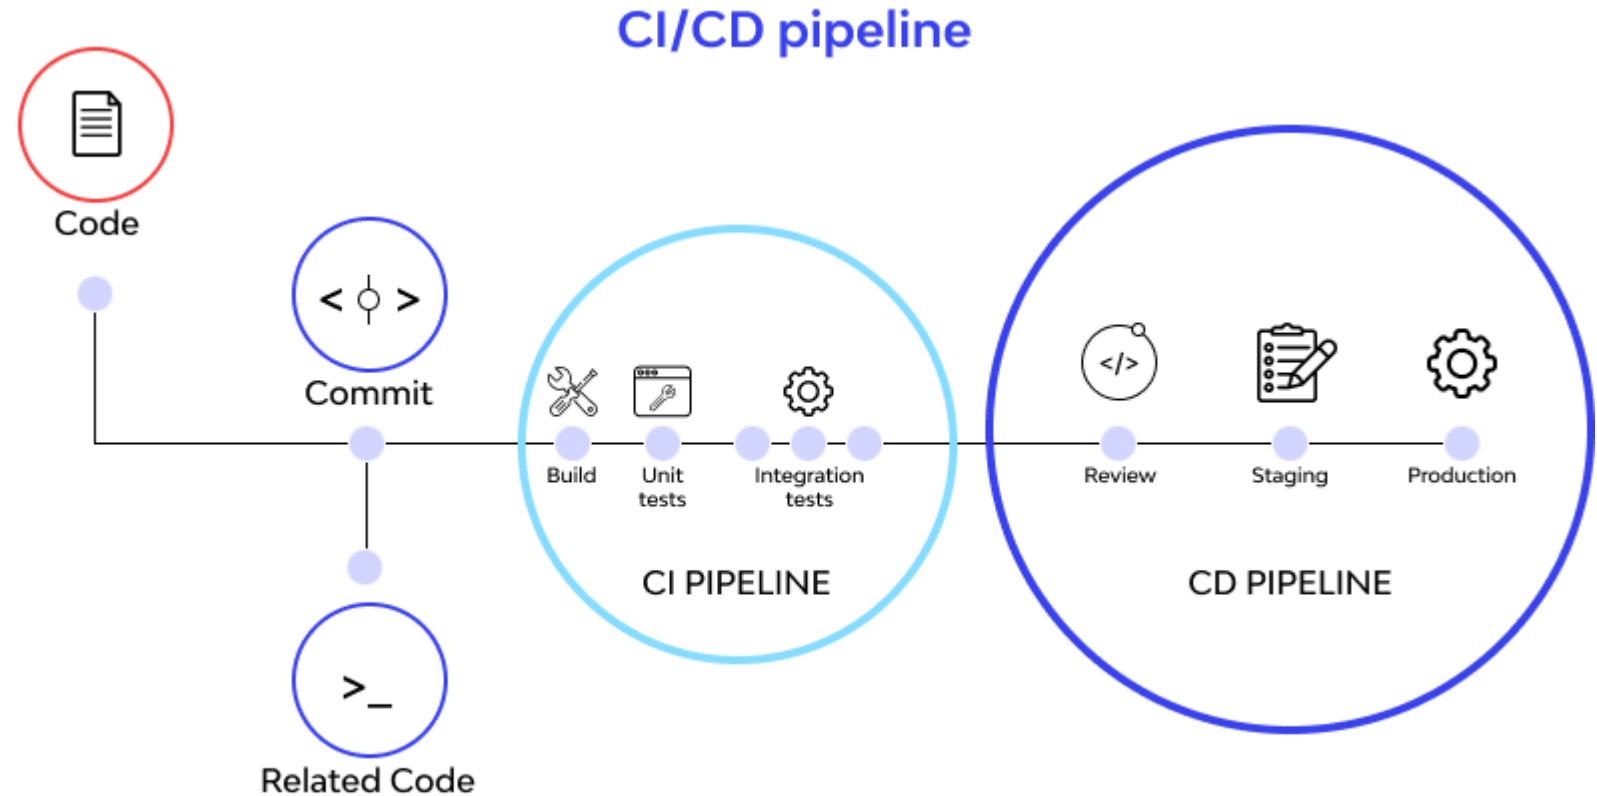 CI/CD pipeline
Code
< >
Commit
>_
Related Code
Build
Unit
tests
Integration
tests
CI PIPELINE
</>
Review
Staging
Production
CD PIPELINE